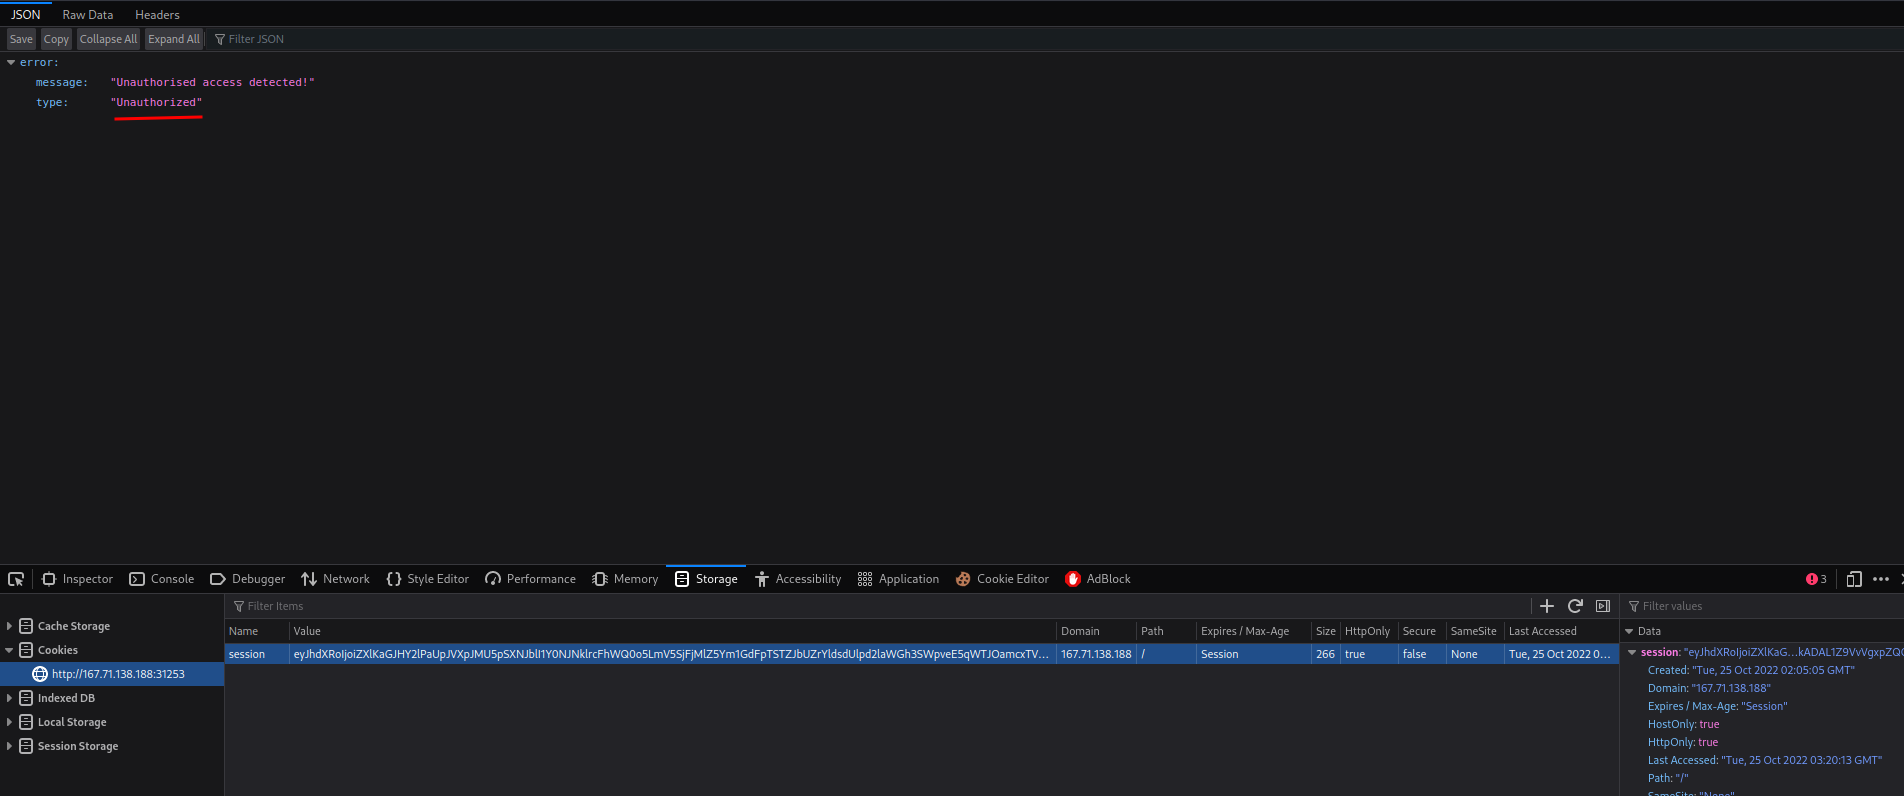 JSON Raw Data Headers
Save Copy Collapse All Expand All Filter JSON
error:
message: "Unauthorised access detected!"
type: "Unauthorized"
Inspector Console Debugger Network Style Editor Performance Memory Storage Accessibility Application Cookie Editor AdBlock 3
Filter Items Filter values
Cache Storage
Cookies
http://167.71.138.188:31253
Indexed DB
Local Storage
Session Storage
Name Value Domain Path Expires / Max-Age Size HttpOnly Secure SameSite Last Accessed
session 167.71.138.188 / Session 266 true false None Tue, 25 Oct 2022 0...
Data
session: "eyJhdXRoIjoiZXlKaG...kADAL1Z9VvVgxpZQ
Created: "Tue, 25 Oct 2022 02:05:05 GMT"
Domain: "167.71.138.188"
Expires / Max-Age: "Session"
HostOnly: true
HttpOnly: true
Last Accessed: "Tue, 25 Oct 2022 03:20:13 GMT"
Path: "/"
SameSite: "None"